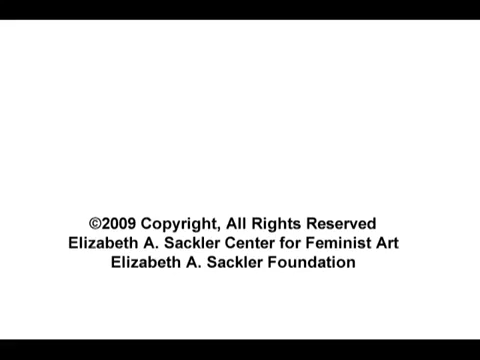 ©2009 Copyright, All Rights Reserved
Elizabeth A. Sackler Center for Feminist Art
Elizabeth A. Sackler Foundation